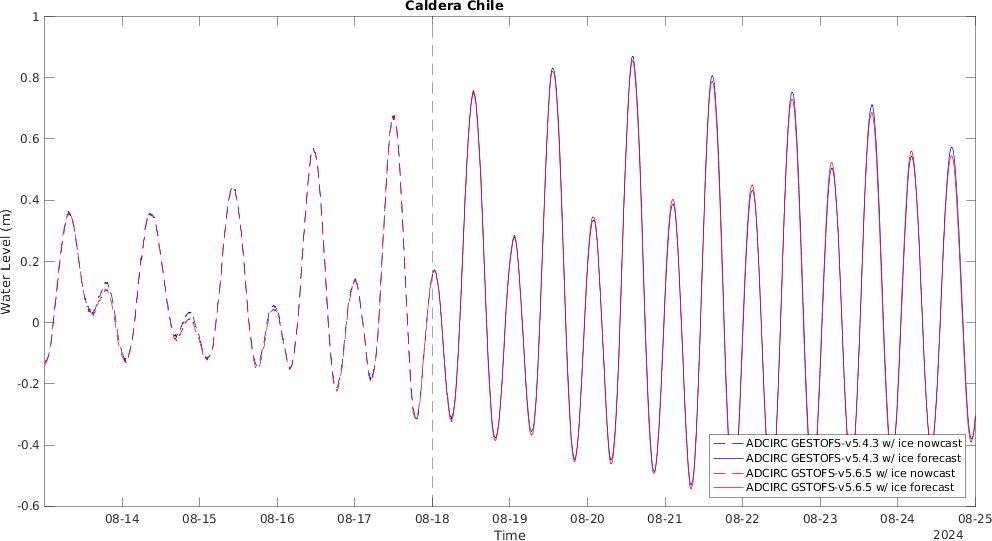 Caldera Chile
1
0.8
0.6
0.4
0.2
0
-0.2
-0.4
-0.6
Water Level (m)
ADCIRC GESTOFS-v5.4.3 w/ ice nowcast
ADCIRC GESTOFS-v5.4.3 w/ ice forecast
ADCIRC GSTOFS-v5.6.5 w/ ice nowcast
ADCIRC GSTOFS-v5.6.5 w/ ice forecast
08-14 08-15 08-16 08-17 08-18 08-19 08-20 08-21 08-22 08-23 08-24 08-25
Time
2024